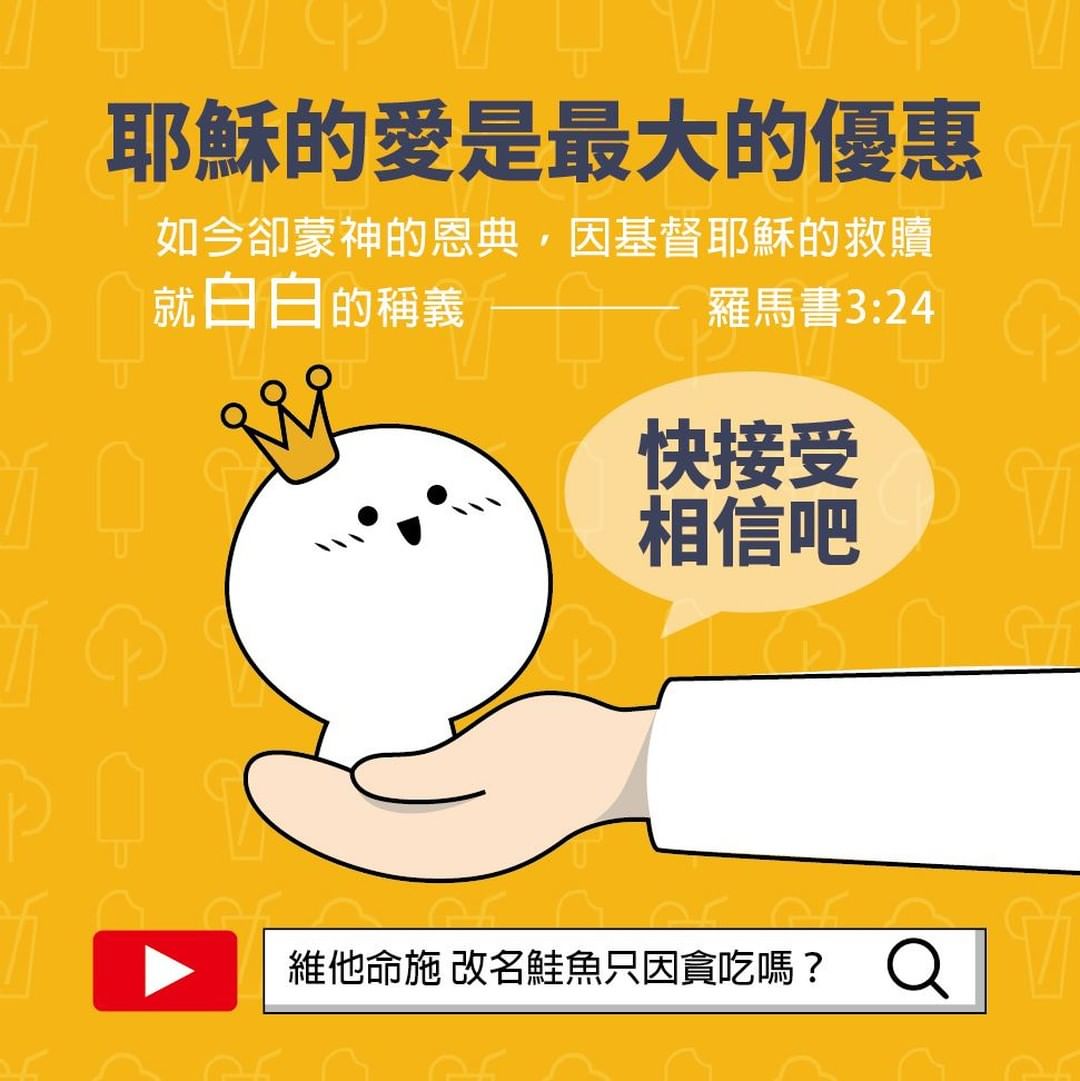 耶穌的愛是最大的優惠
如今卻蒙神的恩典，因基督耶穌的救贖
就白白的稱義 ——— 羅馬書3:24
快接受
相信吧
維他命施 改名鮭魚只因貪吃嗎？